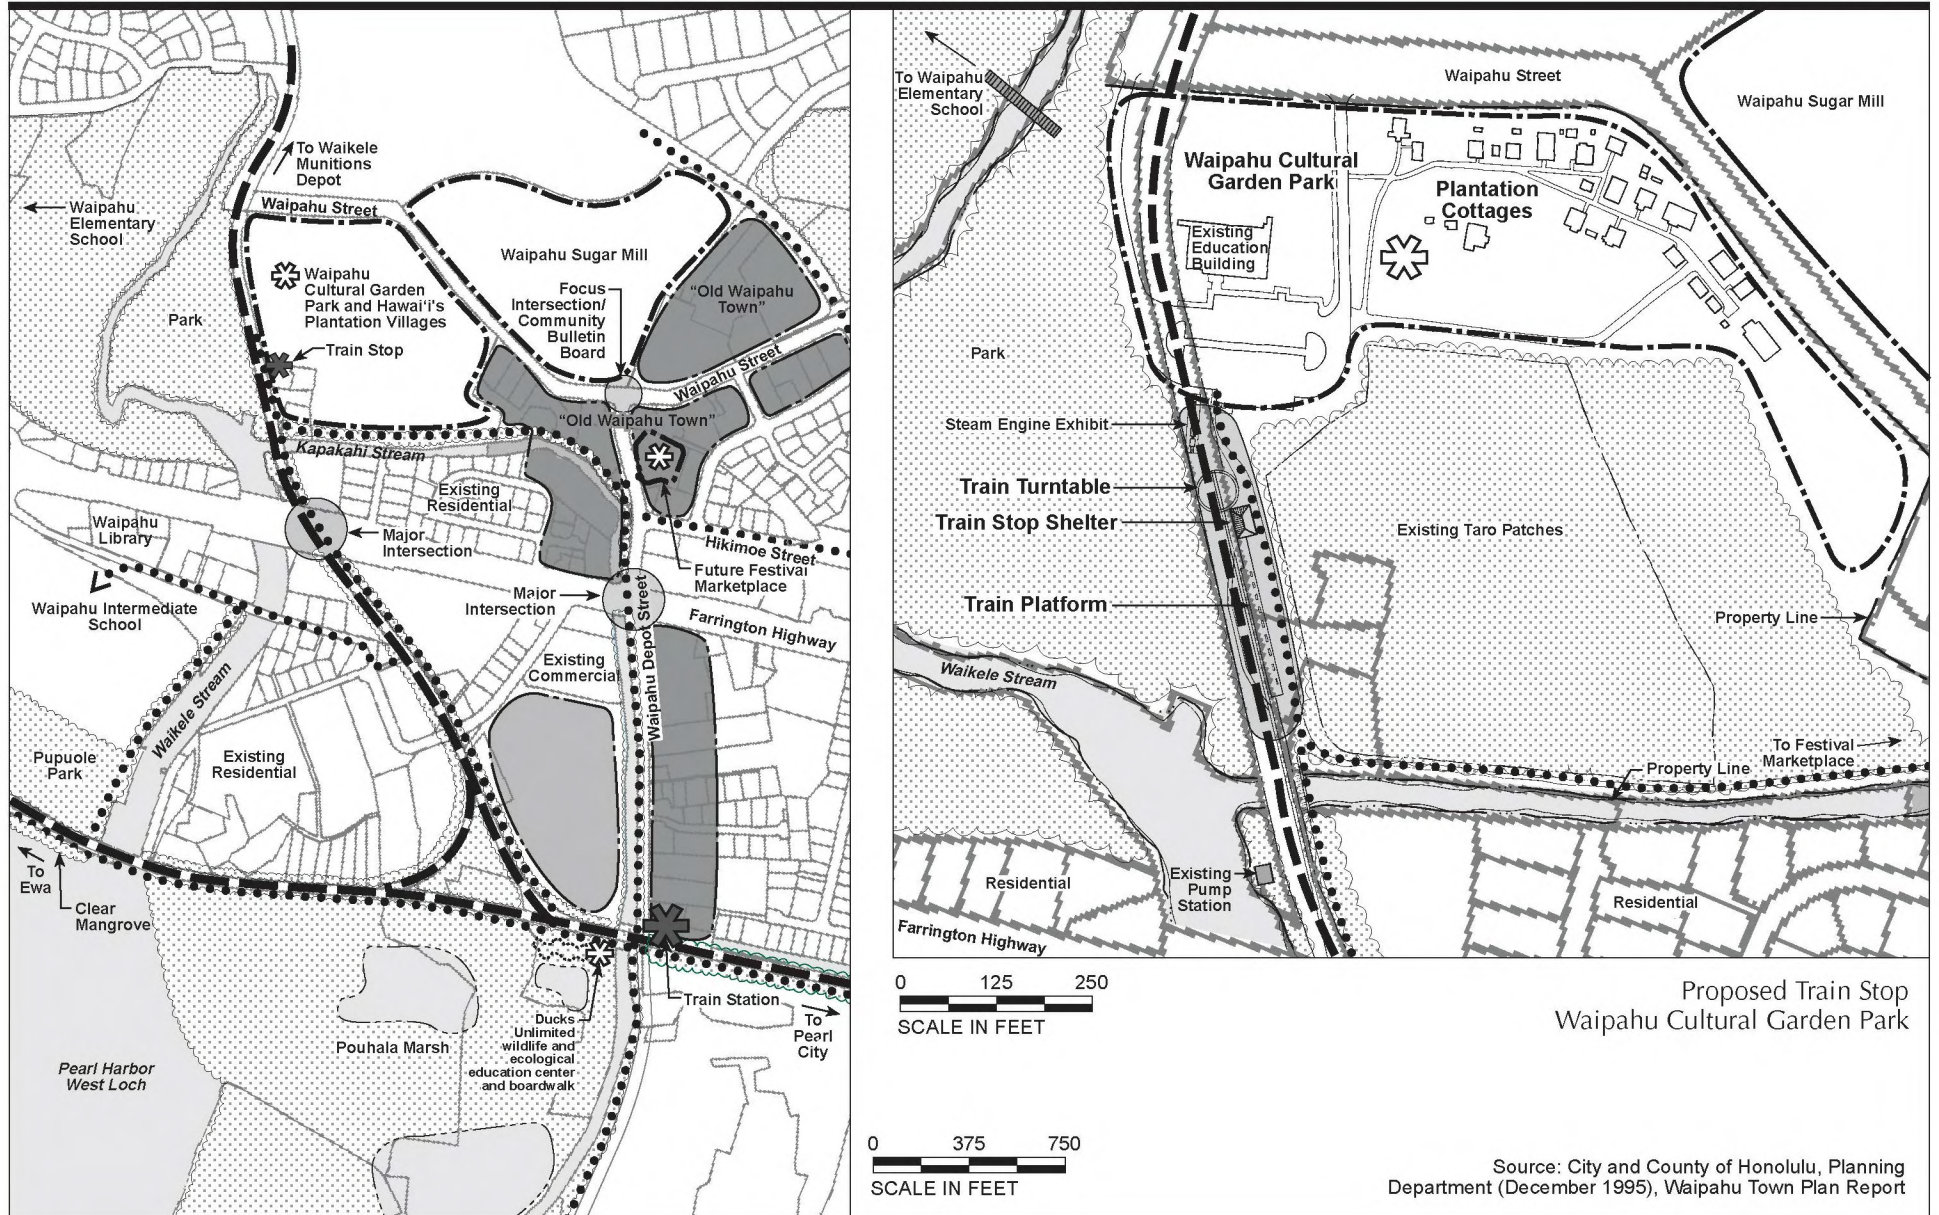 To Waikele
Munitions
Depot
Waipahu
Elementary
School
Waipahu Street
Waipahu Sugar Mill
Waipahu
Cultural Garden
Park and Hawai‘i’s
Plantation Villages
Focus
Intersection/
Community
Bulletin
Board
“Old Waipahu
Town”
Park
Train Stop
Waipahu Street
“Old Waipahu Town”
Kapakahi Stream
Existing
Residential
Waipahu
Library
Major
Intersection
Hikimoe Street
Future Festival
Marketplace
Major
Intersection
Waipahu Intermediate
School
Farrington Highway
Waipahu Depot Street
Existing
Commercial
Waikele Stream
Pupuole
Park
Existing
Residential
To
Ewa
Clear
Mangrove
Train Station
To
Pearl
City
Ducks
Unlimited
wildlife and
ecological
education center
and boardwalk
Pouhala Marsh
Pearl Harbor
West Loch
To Waipahu
Elementary
School
Waipahu Street
Waipahu Sugar Mill
Waipahu Cultural
Garden Park
Plantation
Cottages
Existing
Education
Building
Park
Steam Engine Exhibit
Train Turntable
Train Stop Shelter
Existing Taro Patches
Train Platform
Property Line
Waikele Stream
To Festival
Marketplace
Property Line
Existing
Pump
Station
Residential
Residential
Farrington Highway
0 125 250
SCALE IN FEET
Proposed Train Stop
Waipahu Cultural Garden Park
0 375 750
SCALE IN FEET
Source: City and County of Honolulu, Planning
Department (December 1995), Waipahu Town Plan Report